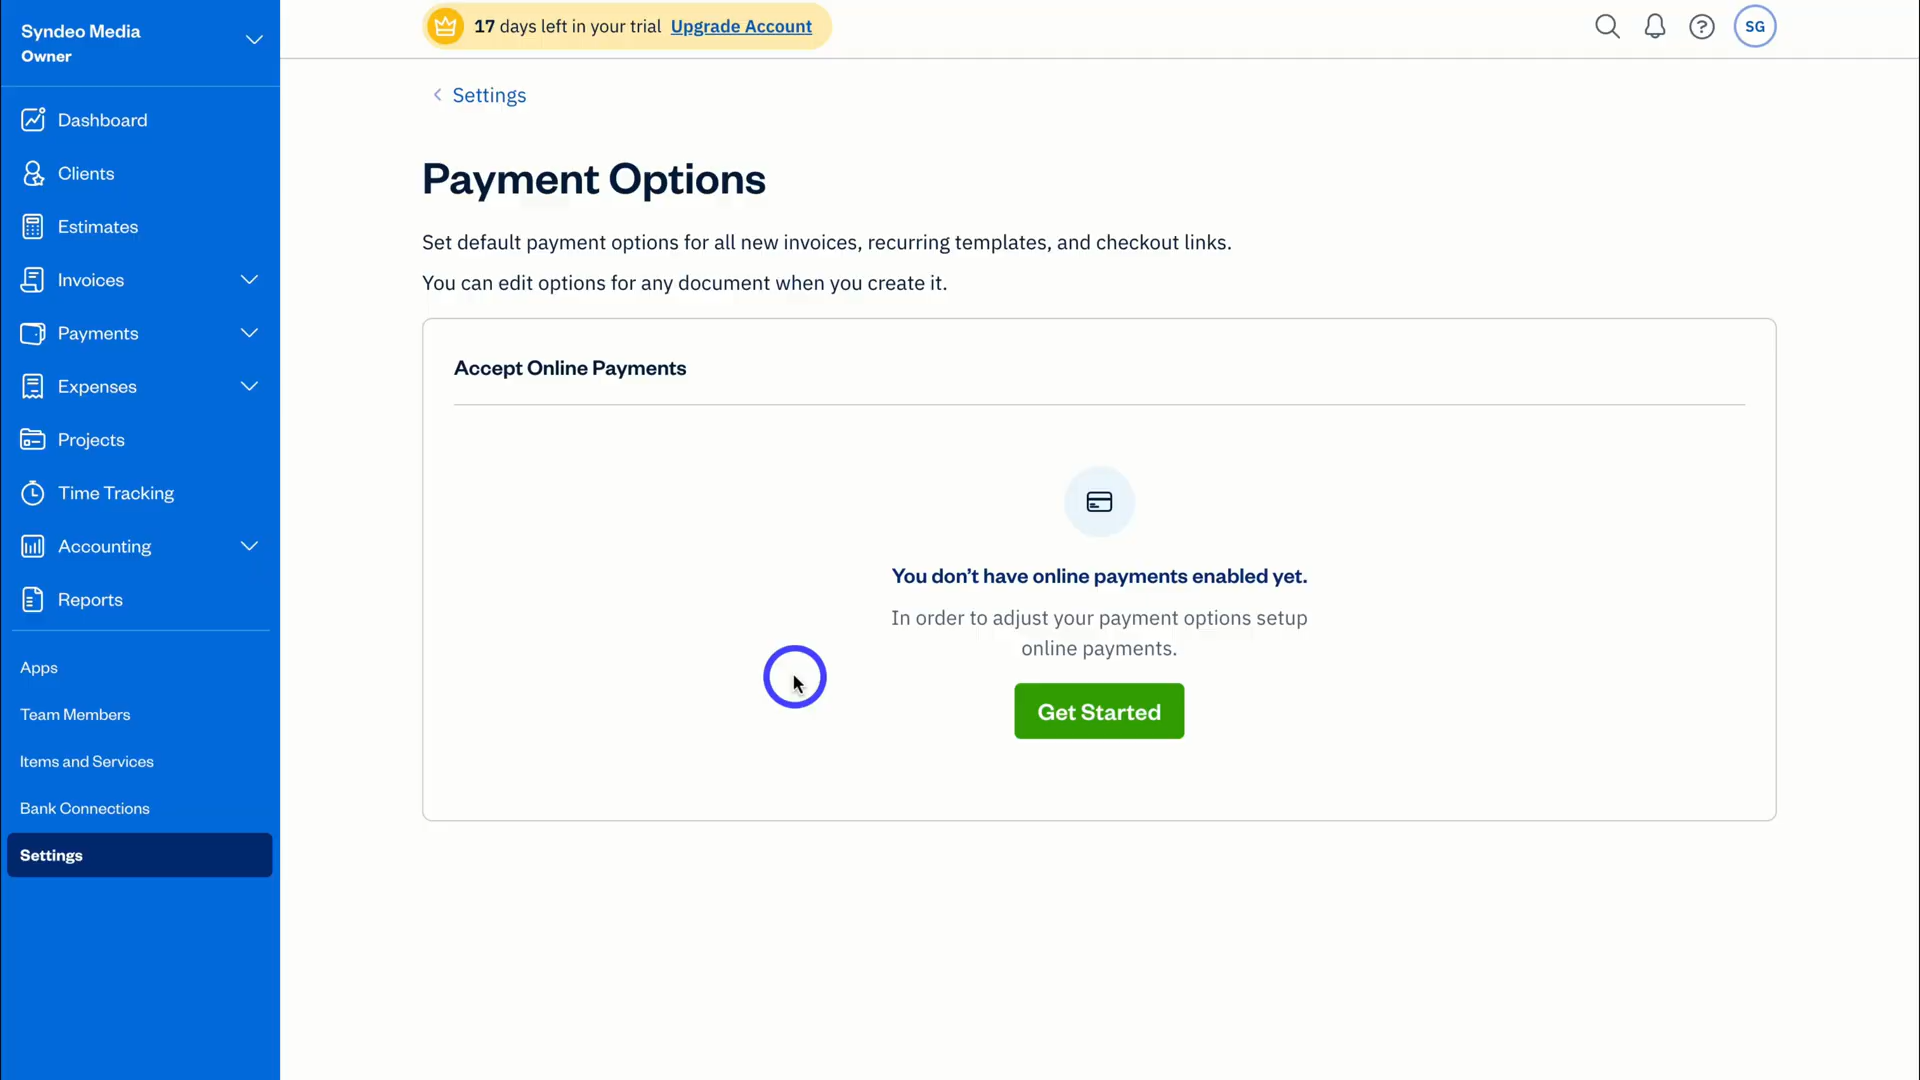 Syndeo Media
Owner
Dashboard
Clients
Estimates
Invoices
Payments
Expenses
Projects
Time Tracking
Accounting
Reports
Apps
Team Members
Items and Services
Bank Connections
Settings
17 days left in your trial Upgrade Account
SG
Settings
Payment Options
Set default payment options for all new invoices, recurring templates, and checkout links.
You can edit options for any document when you create it.
Accept Online Payments
You don’t have online payments enabled yet.
In order to adjust your payment options setup
online payments.
Get Started